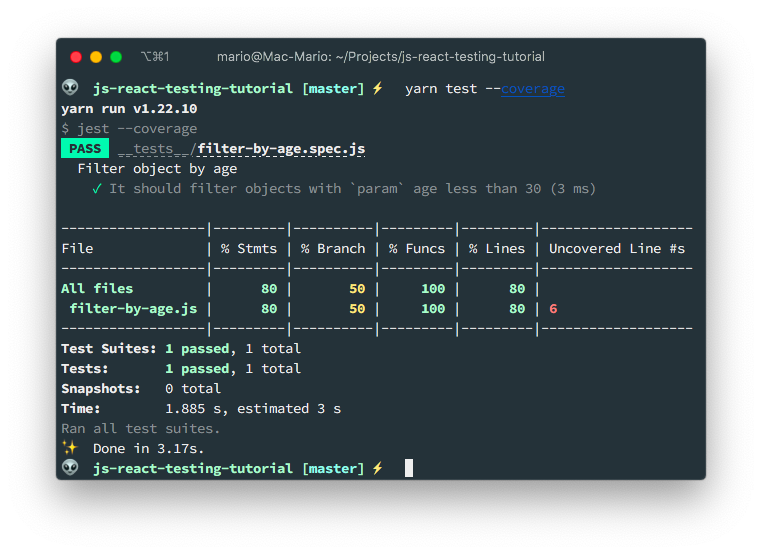 ⌥⌘1 mario@Mac-Mario: ~/Projects/js-react-testing-tutorial
👽 js-react-testing-tutorial [master] ⚡ yarn test --coverage
yarn run v1.22.10
$ jest --coverage
PASS __tests__/filter-by-age.spec.js
  Filter object by age
    ✓ It should filter objects with `param` age less than 30 (3 ms)
------------------|---------|----------|---------|---------|-------------------
File              | % Stmts | % Branch | % Funcs | % Lines | Uncovered Line #s
------------------|---------|----------|---------|---------|-------------------
All files         |      80 |       50 |     100 |      80 |
 filter-by-age.js |      80 |       50 |     100 |      80 | 6
------------------|---------|----------|---------|---------|-------------------
Test Suites: 1 passed, 1 total
Tests:       1 passed, 1 total
Snapshots:   0 total
Time:        1.885 s, estimated 3 s
Ran all test suites.
✨ Done in 3.17s.
👽 js-react-testing-tutorial [master] ⚡